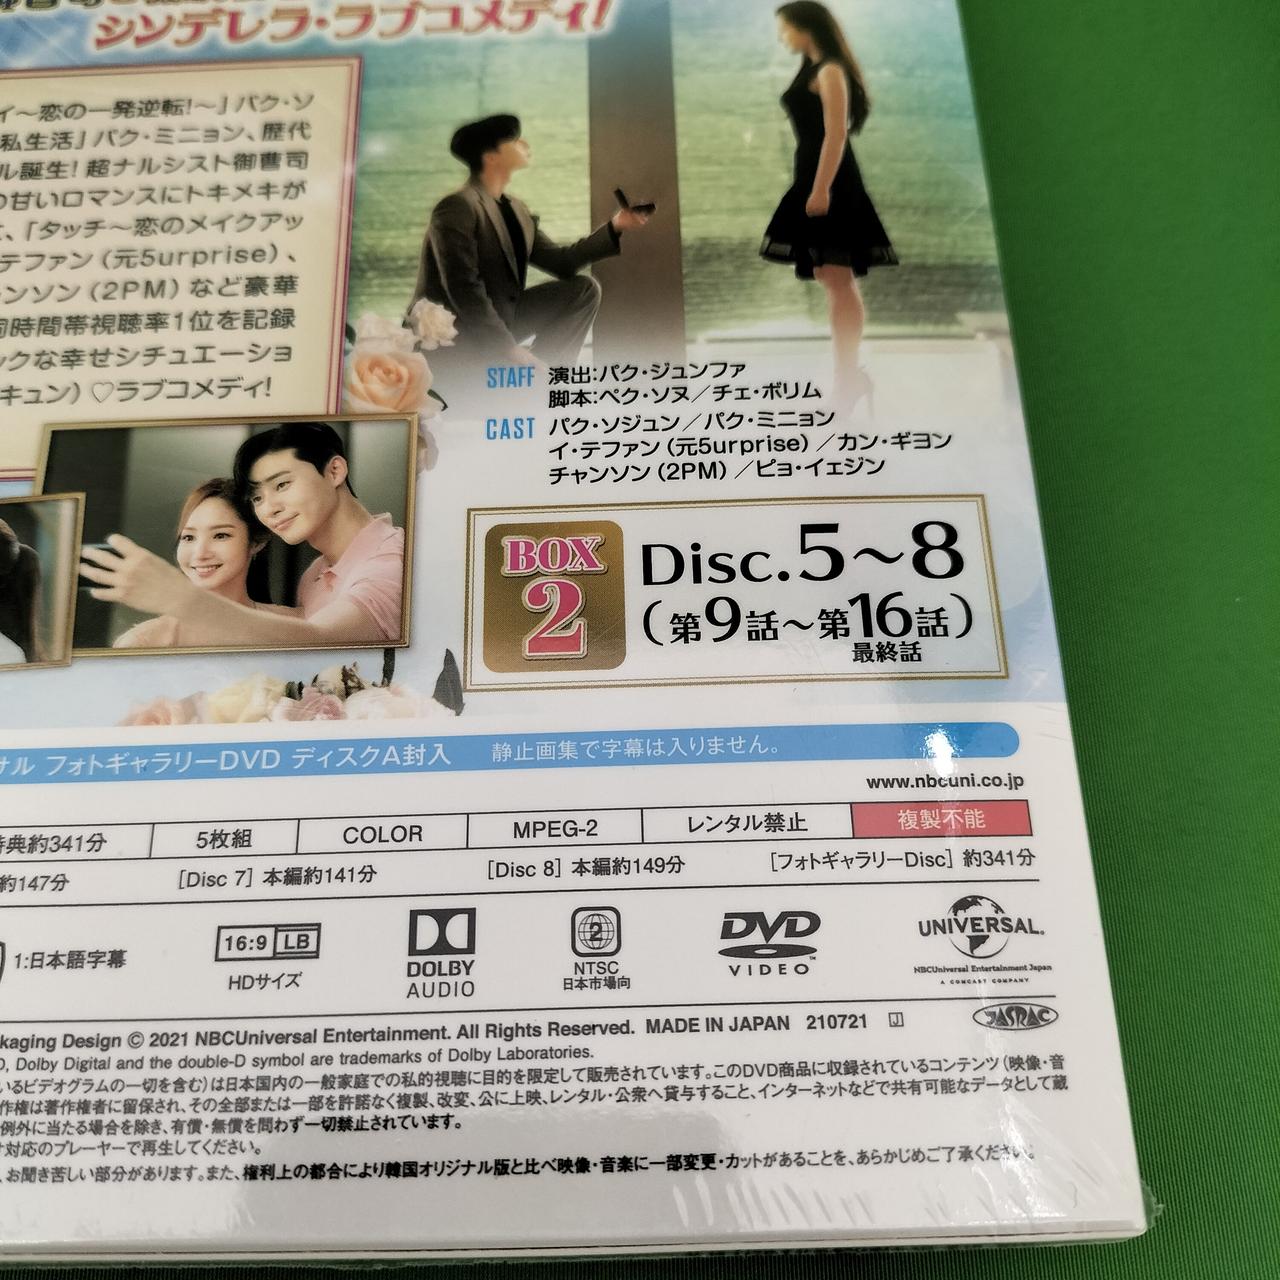 シンデレラ・ラブコメディ!
イ～恋の一発逆転!～」パク・ソ
私生活」パク・ミニョン、歴代
ル誕生! 超ナルシスト御曹司
の甘いロマンスにトキメキが
、「タッチ～恋のメイクアッ
テファン(元5urprise)、
ンソン(2PM)など豪華
同時間帯視聴率1位を記録
ックな幸せシチュエーショ
キュン)♡ラブコメディ!
STAFF 演出:パク・ジュンファ
脚本:ペク・ソヌ／チェ・ボリム
CAST パク・ソジュン／パク・ミニョン
イ・テファン(元5urprise)／カン・ギヨン
チャンソン(2PM)／ピョ・イェジン
BOX 2
Disc.5～8
(第9話～第16話)
最終話
サル フォトギャラリーDVD ディスクA封入 静止画集で字幕は入りません。
www.nbcuni.co.jp
特典約341分 5枚組 COLOR MPEG-2 レンタル禁止 複製不能
約147分 [Disc 7] 本編約141分 [Disc 8] 本編約149分 [フォトギャラリーDisc] 約341分
1:日本語字幕
16:9 LB
HDサイズ
DOLBY
AUDIO
2
NTSC
日本市場向
DVD
VIDEO
UNIVERSAL
NBCUniversal Entertainment Japan
A COMCAST COMPANY
kaging Design © 2021 NBCUniversal Entertainment. All Rights Reserved. MADE IN JAPAN 210721 J
JASRAC
D, Dolby Digital and the double-D symbol are trademarks of Dolby Laboratories.
いるビデオグラムの一切を含む)は日本国内の一般家庭での私的視聴に目的を限定して販売されています。このDVD商品に収録されているコンテンツ(映像・音
作権は著作権者に留保され、その全部または一部を許諾なく複製、改変、公に上映、レンタル・公衆へ貸与すること、インターネットなどで共有可能なデータとして蔵
例外に当たる場合を除き、有償・無償を問わず一切禁止されています。
対応のプレーヤーで再生してください。
、お聞き苦しい部分があります。また、権利上の都合により韓国オリジナル版と比べ映像・音楽に一部変更・カットがあることを、あらかじめご了承ください。